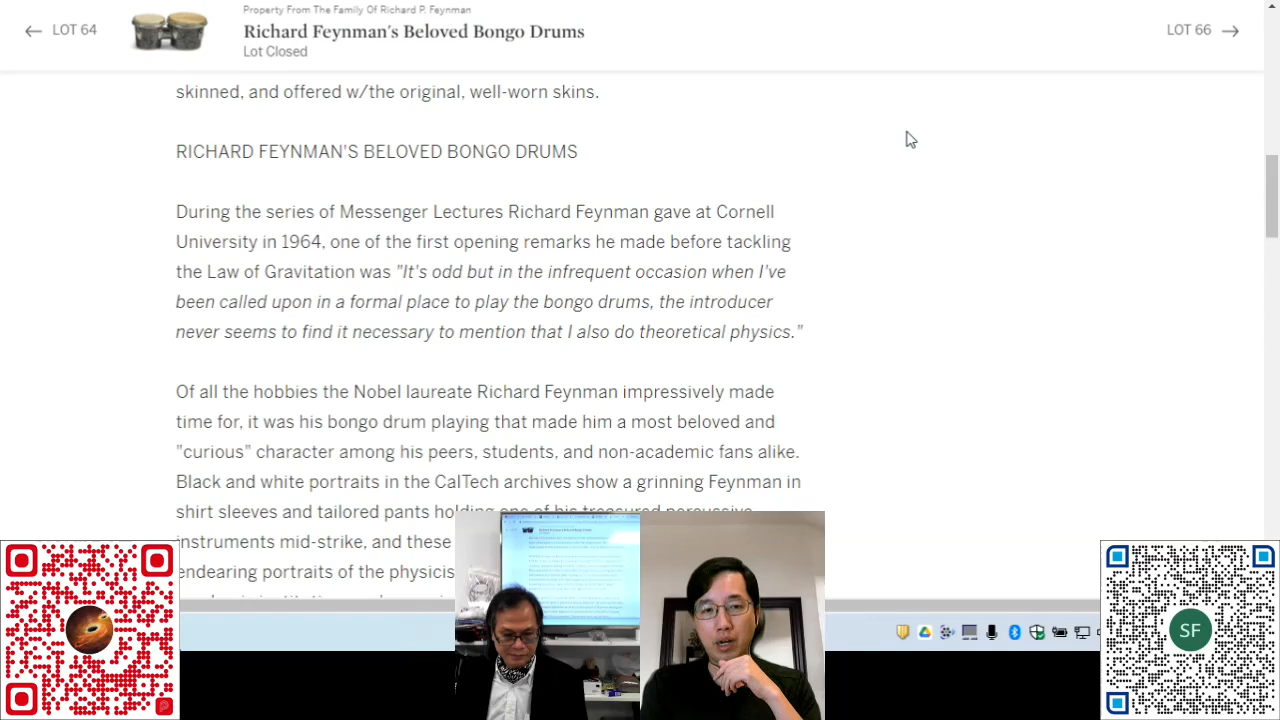 Property From The Family Of Richard P. Feynman
← LOT 64
Richard Feynman's Beloved Bongo Drums
LOT 66 →
Lot Closed
skinned, and offered w/the original, well-worn skins.
RICHARD FEYNMAN'S BELOVED BONGO DRUMS
During the series of Messenger Lectures Richard Feynman gave at Cornell
University in 1964, one of the first opening remarks he made before tackling
the Law of Gravitation was "It's odd but in the infrequent occasion when I've
been called upon in a formal place to play the bongo drums, the introducer
never seems to find it necessary to mention that I also do theoretical physics."
Of all the hobbies the Nobel laureate Richard Feynman impressively made
time for, it was his bongo drum playing that made him a most beloved and
"curious" character among his peers, students, and non-academic fans alike.
Black and white portraits in the CalTech archives show a grinning Feynman in
shirt sleeves and tailored pants holding one of his treasured percussive
instruments mid-strike, and these
endearing of the physicis
SF